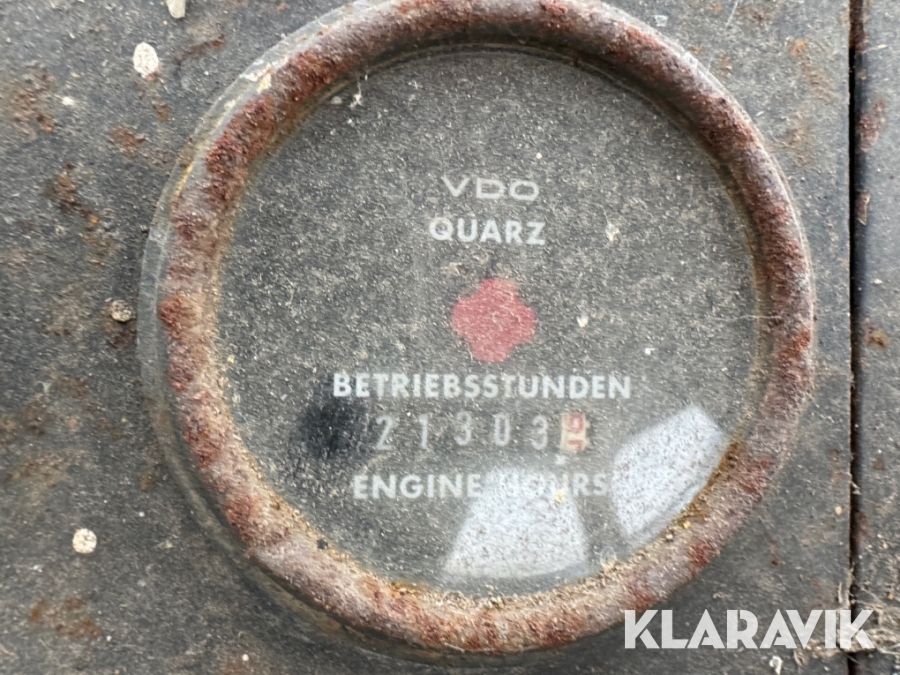 VDO
QUARZ
BETRIEBSSTUNDEN
21303
ENGINE HOURS
KLARAVIK